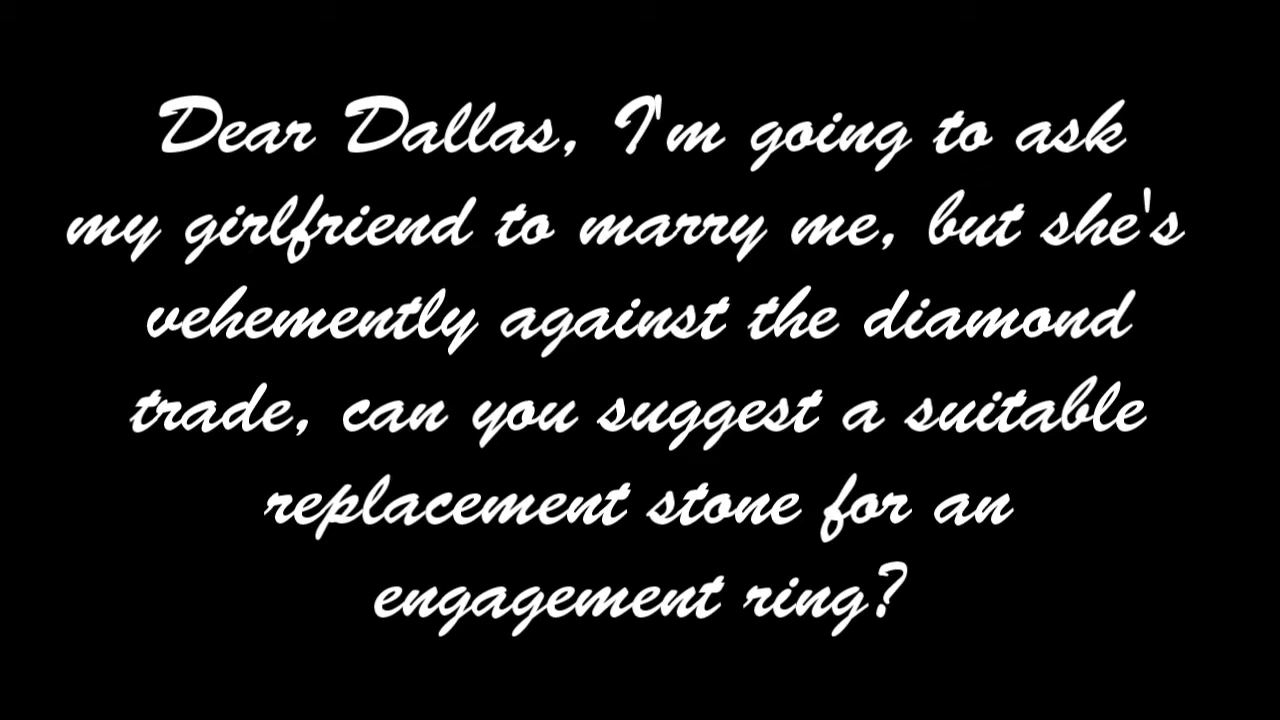 Dear Dallas, I'm going to ask
my girlfriend to marry me, but she's
vehemently against the diamond
trade, can you suggest a suitable
replacement stone for an
engagement ring?